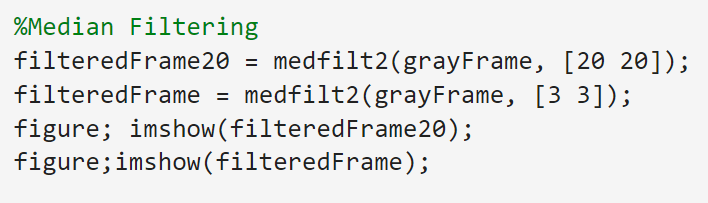 %Median Filtering
filteredFrame20 = medfilt2(grayFrame, [20 20]);
filteredFrame = medfilt2(grayFrame, [3 3]);
figure; imshow(filteredFrame20);
figure;imshow(filteredFrame);